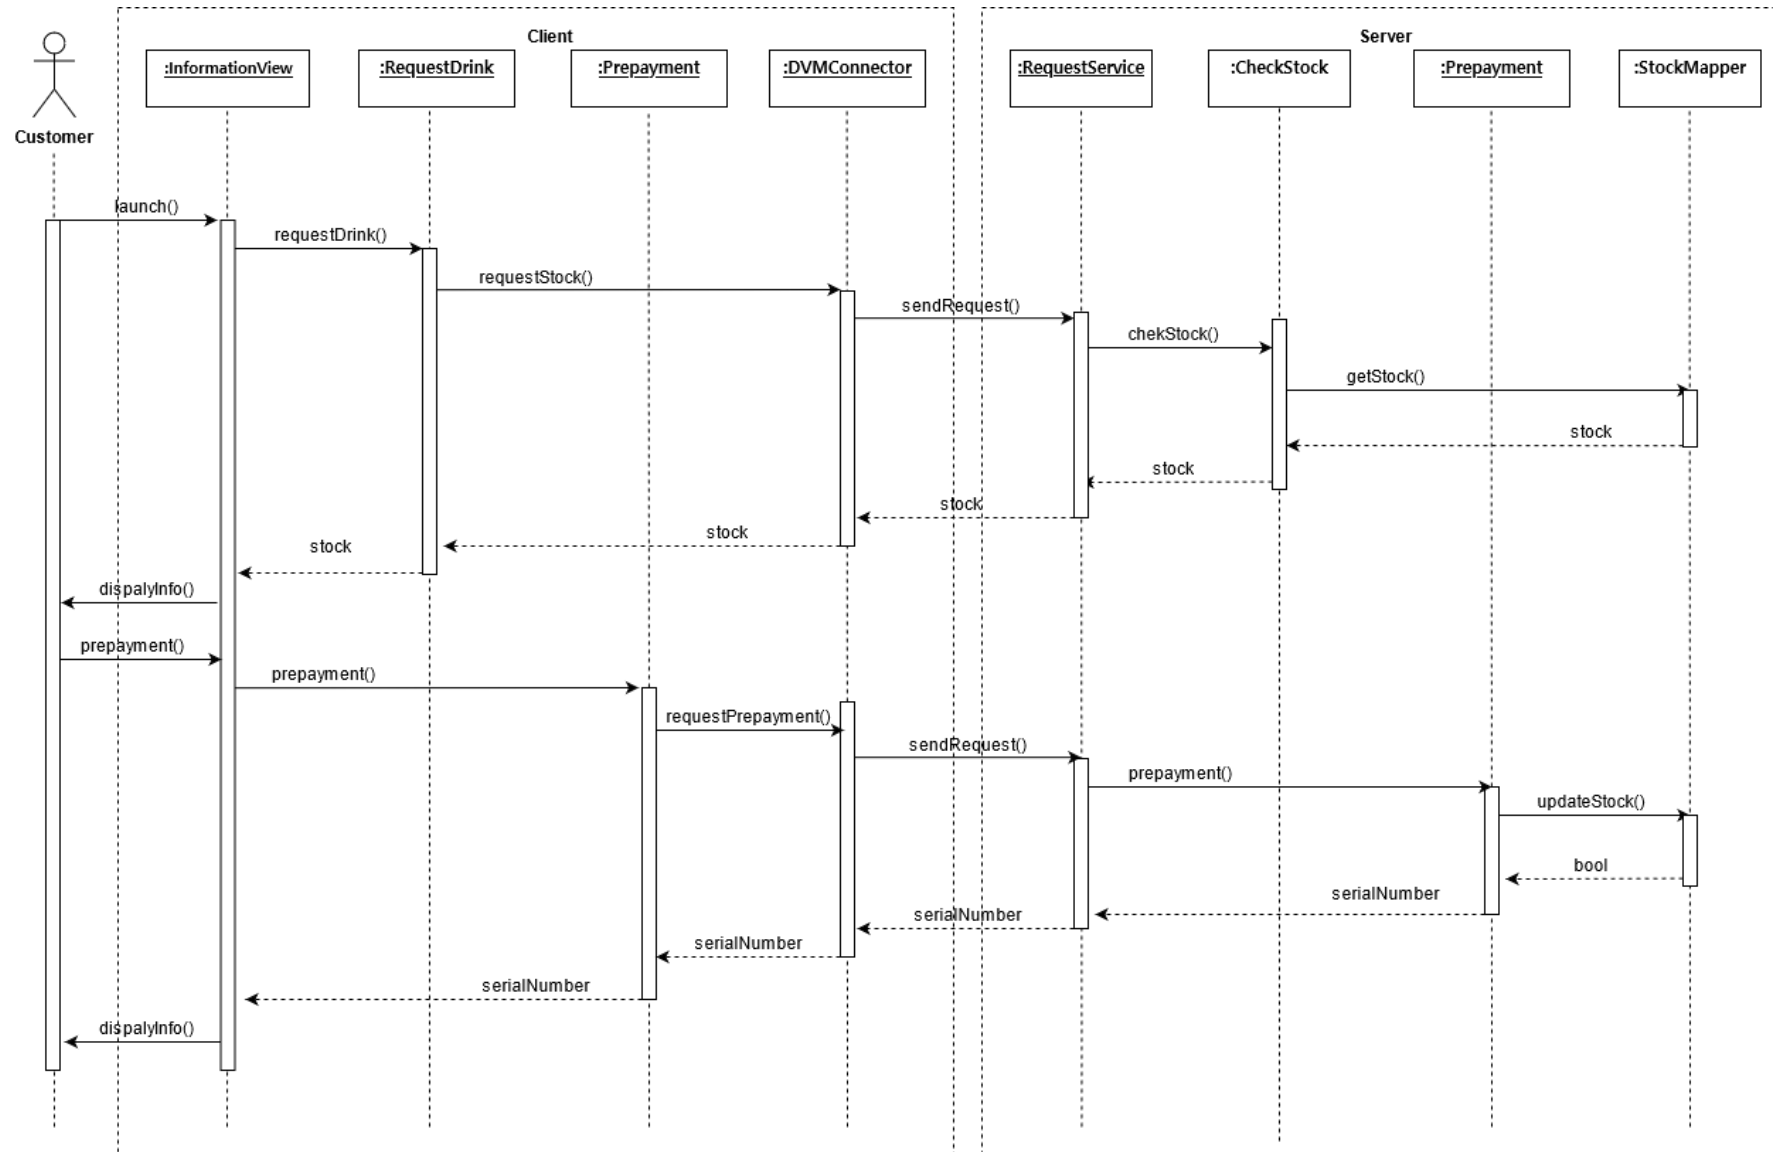 Client
Server
:InformationView
:RequestDrink
:Prepayment
:DVMConnector
:RequestService
:CheckStock
:Prepayment
:StockMapper
Customer
launch()
requestDrink()
requestStock()
sendRequest()
chekStock()
getStock()
stock
stock
stock
stock
stock
dispalyInfo()
prepayment()
prepayment()
requestPrepayment()
sendRequest()
prepayment()
updateStock()
bool
serialNumber
serialNumber
serialNumber
serialNumber
dispalyInfo()